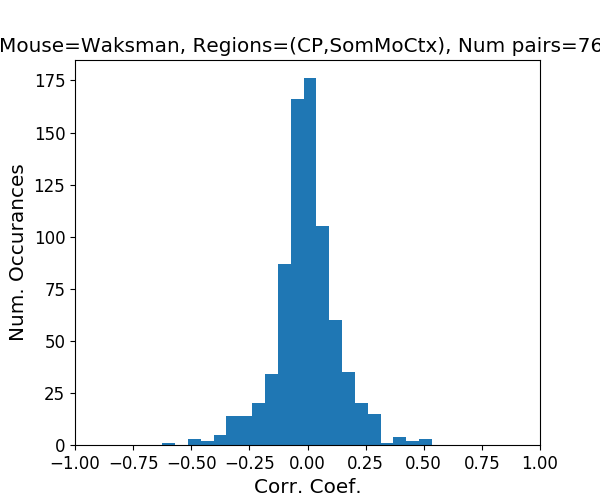 Mouse=Waksman, Regions=(CP,SomMoCtx), Num pairs=76
175
150
125
100
75
50
25
0
Num. Occurances
−1.00 −0.75 −0.50 −0.25 0.00 0.25 0.50 0.75 1.00
Corr. Coef.